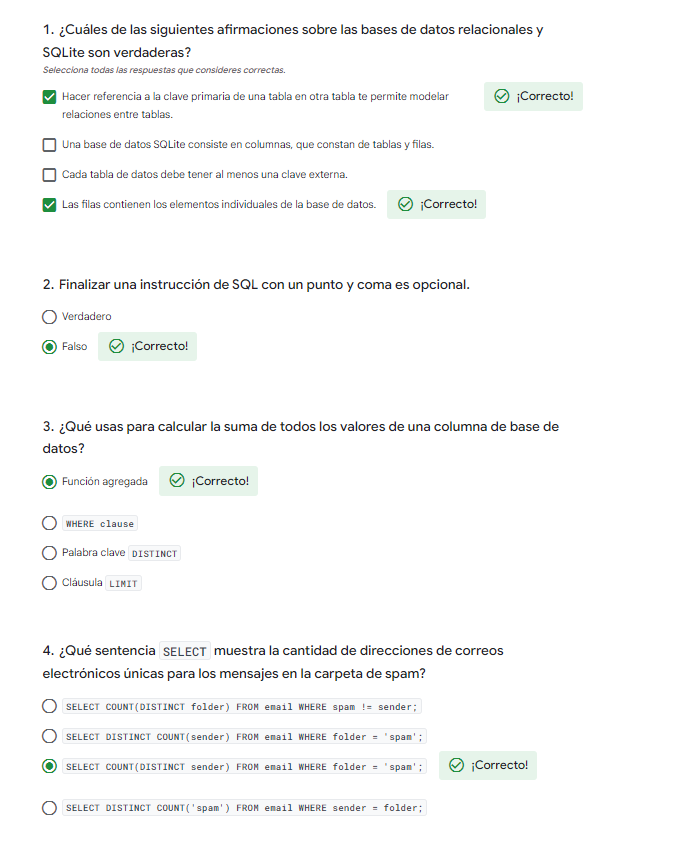 1. ¿Cuáles de las siguientes afirmaciones sobre las bases de datos relacionales y
SQLite son verdaderas?
Selecciona todas las respuestas que consideres correctas.
Hacer referencia a la clave primaria de una tabla en otra tabla te permite modelar
relaciones entre tablas.
¡Correcto!
Una base de datos SQLite consiste en columnas, que constan de tablas y filas.
Cada tabla de datos debe tener al menos una clave externa.
Las filas contienen los elementos individuales de la base de datos. ¡Correcto!
2. Finalizar una instrucción de SQL con un punto y coma es opcional.
Verdadero
Falso ¡Correcto!
3. ¿Qué usas para calcular la suma de todos los valores de una columna de base de
datos?
Función agregada ¡Correcto!
WHERE clause
Palabra clave DISTINCT
Cláusula LIMIT
4. ¿Qué sentencia SELECT muestra la cantidad de direcciones de correos
electrónicos únicas para los mensajes en la carpeta de spam?
SELECT COUNT(DISTINCT folder) FROM email WHERE spam != sender;
SELECT DISTINCT COUNT(sender) FROM email WHERE folder = 'spam';
SELECT COUNT(DISTINCT sender) FROM email WHERE folder = 'spam'; ¡Correcto!
SELECT DISTINCT COUNT('spam') FROM email WHERE sender = folder;